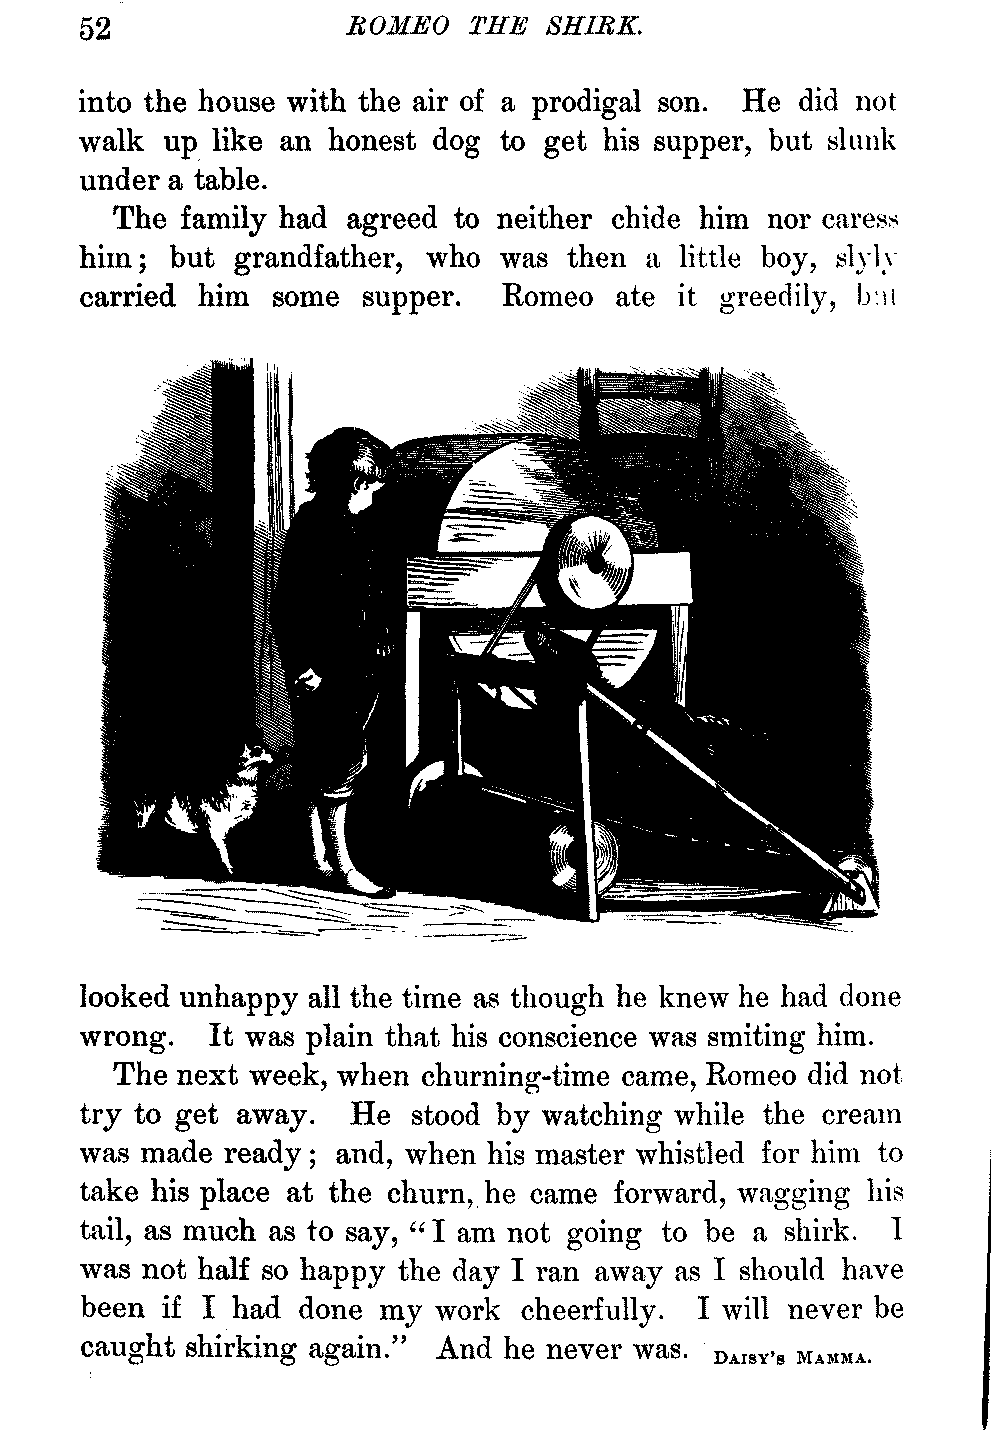 52 ROMEO THE SHIRK.
into the house with the air of a prodigal son. He did not
walk up like an honest dog to get his supper, but slunk
under a table.
The family had agreed to neither chide him nor caress
him; but grandfather, who was then a little boy, slyly
carried him some supper. Romeo ate it greedily, but
looked unhappy all the time as though he knew he had done
wrong. It was plain that his conscience was smiting him.
The next week, when churning-time came, Romeo did not
try to get away. He stood by watching while the cream
was made ready; and, when his master whistled for him to
take his place at the churn, he came forward, wagging his
tail, as much as to say, “I am not going to be a shirk. I
was not half so happy the day I ran away as I should have
been if I had done my work cheerfully. I will never be
caught shirking again.” And he never was. DAISY’S MAMMA.